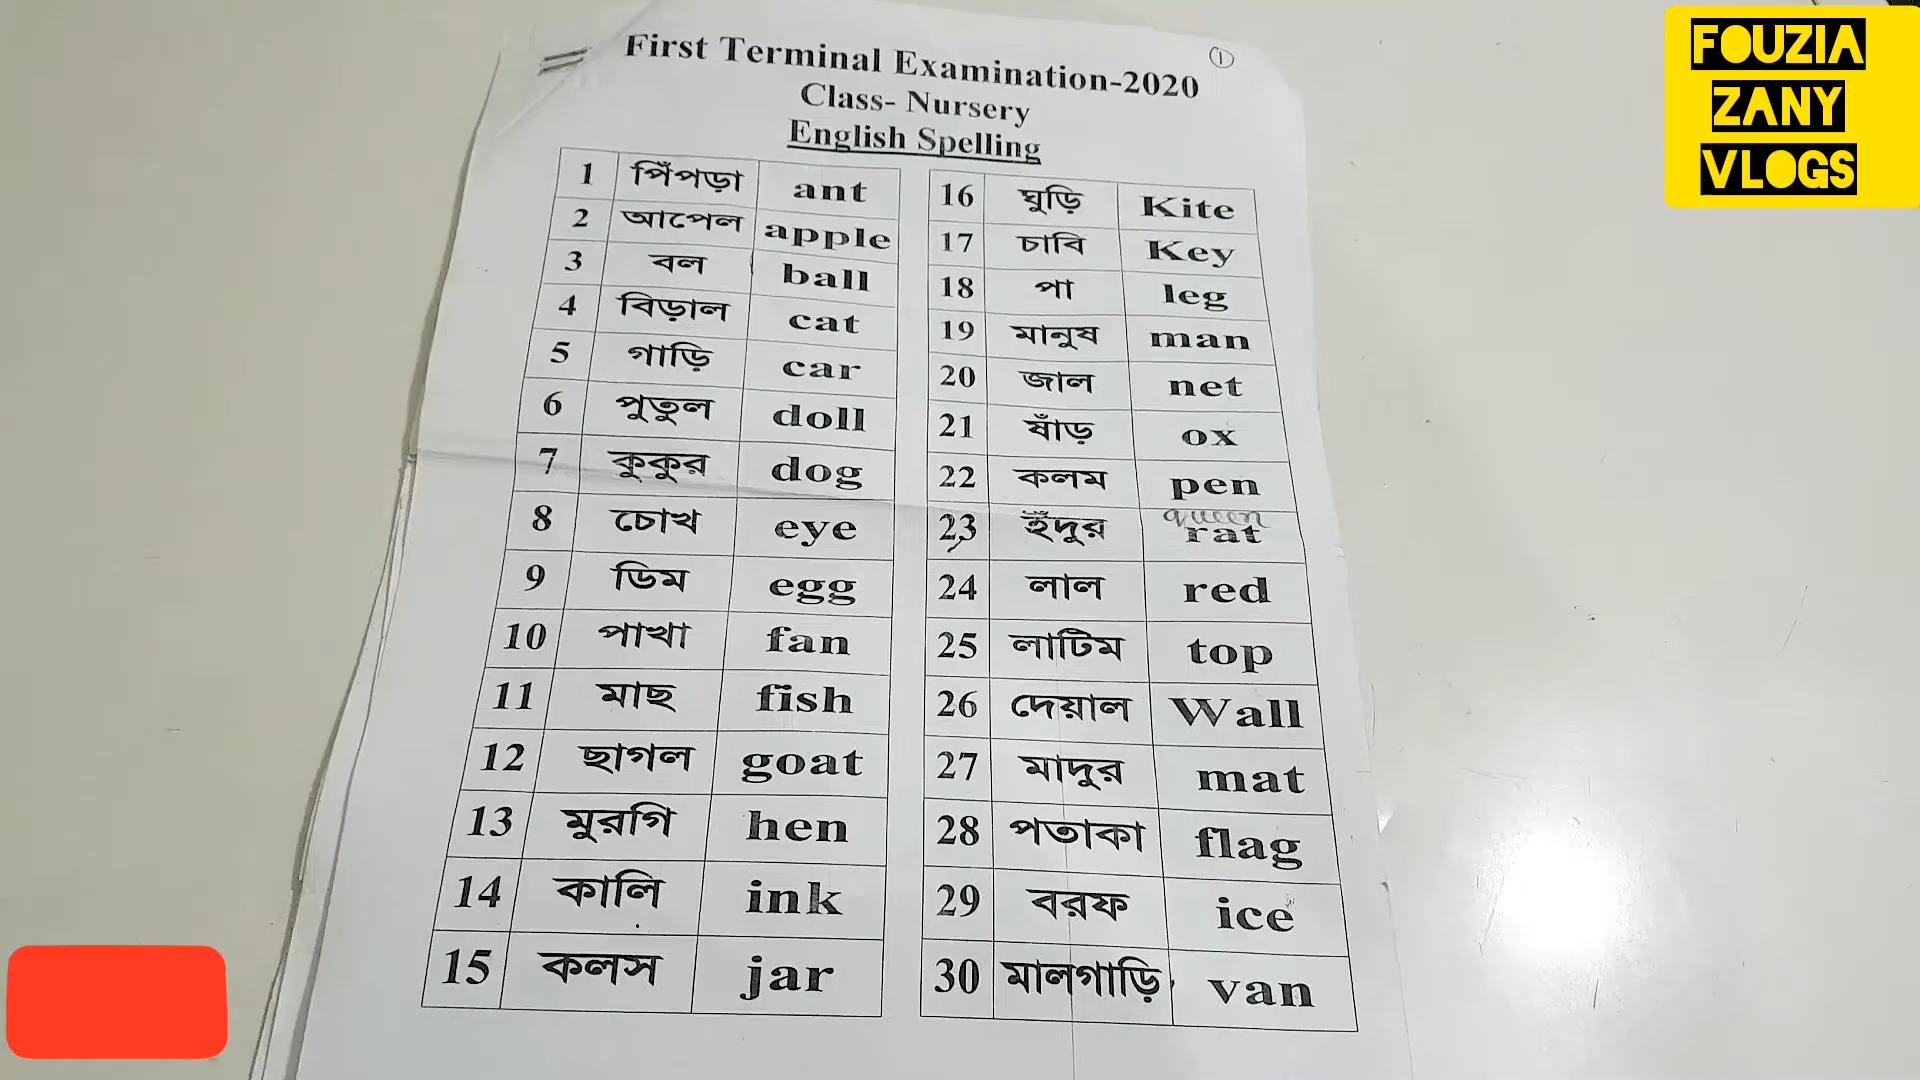 First Terminal Examination-2020
1
Class- Nursery
English Spelling
1 পিঁপড়া ant
2 আপেল apple
3 বল ball
4 বিড়াল cat
5 গাড়ি car
6 পুতুল doll
7 কুকুর dog
8 চোখ eye
9 ডিম egg
10 পাখা fan
11 মাছ fish
12 ছাগল goat
13 মুরগি hen
14 কালি ink
15 কলস jar
16 ঘুড়ি Kite
17 চাবি Key
18 পা leg
19 মানুষ man
20 জাল net
21 ষাঁড় ox
22 কলম pen
queen
23 ইঁদুর rat
24 লাল red
25 লাটিম top
26 দেয়াল Wall
27 মাদুর mat
28 পতাকা flag
29 বরফ ice
30 মালগাড়ি van
FOUZIA
ZANY
VLOGS